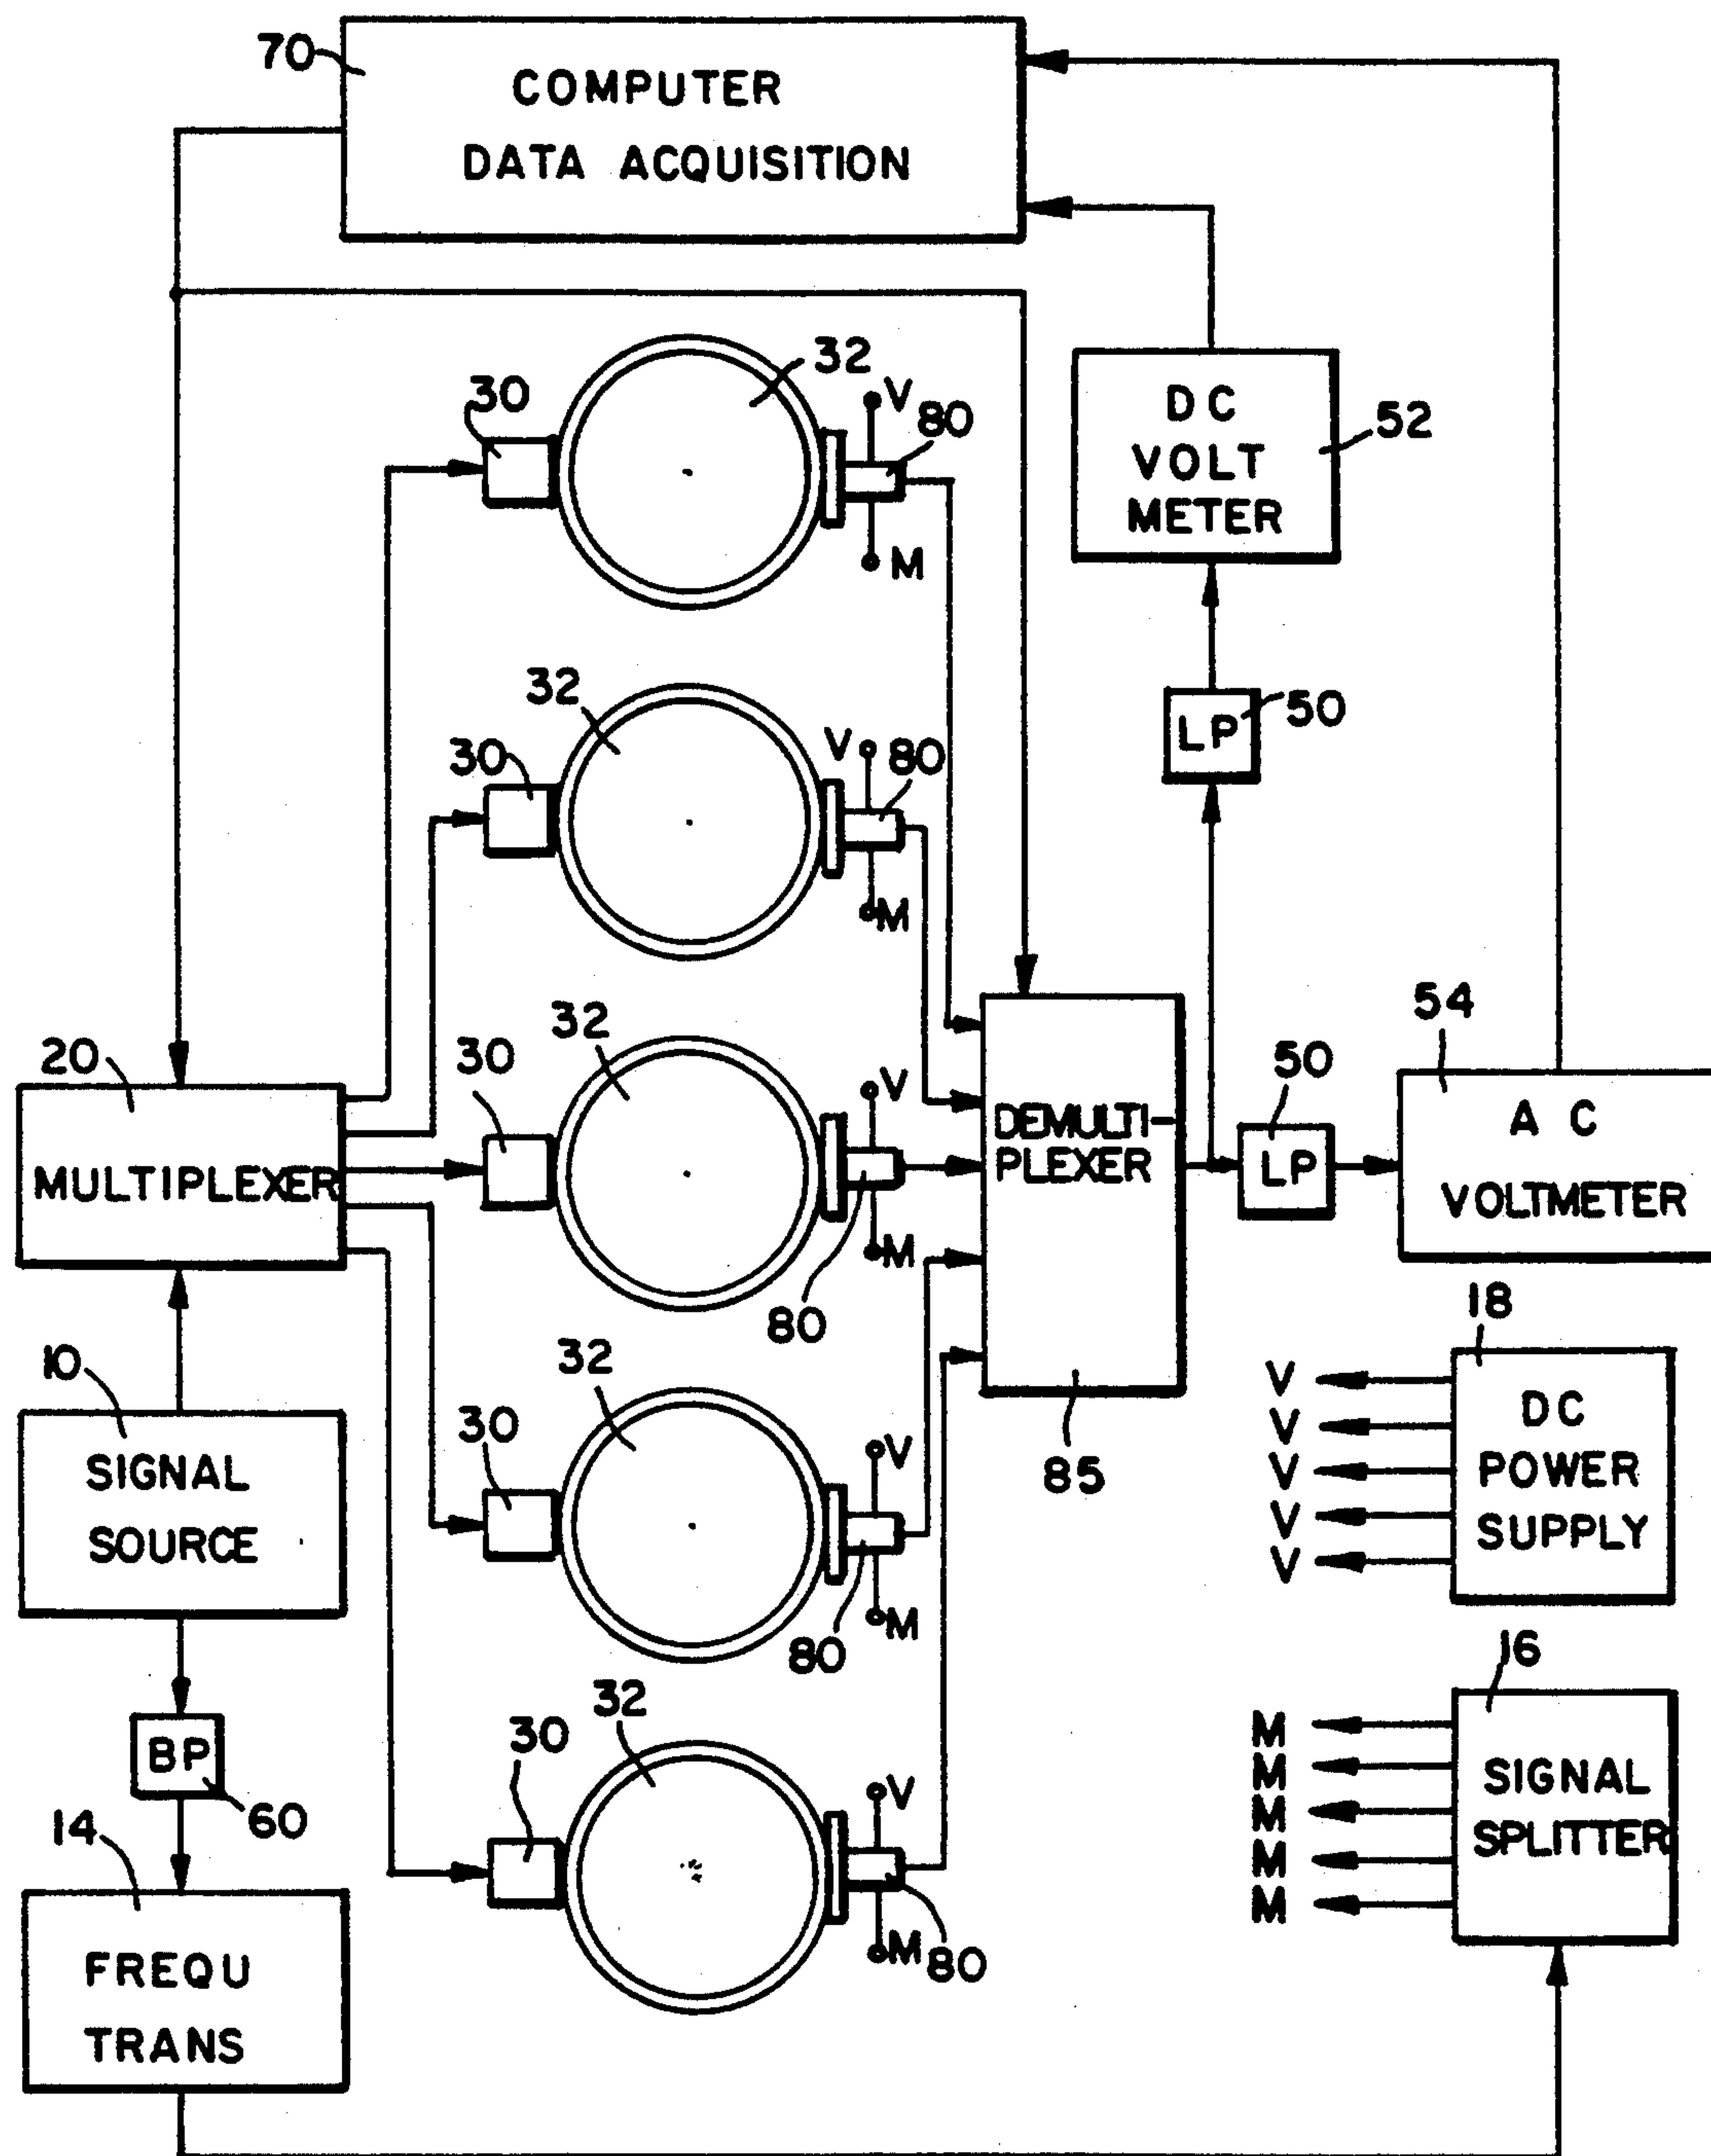 70
COMPUTER
DATA ACQUISITION
32
30
V
80
M
DC
VOLT
METER
52
32
30
V
80
M
LP
50
32
30
V
M
80
20
MULTIPLEXER
DEMULTI-
PLEXER
85
50
LP
54
AC
VOLTMETER
10
SIGNAL
SOURCE
32
30
V
M
80
18
DC
POWER
SUPPLY
V
V
V
V
V
BP
60
32
30
V
M
80
16
SIGNAL
SPLITTER
M
M
M
M
M
14
FREQU
TRANS